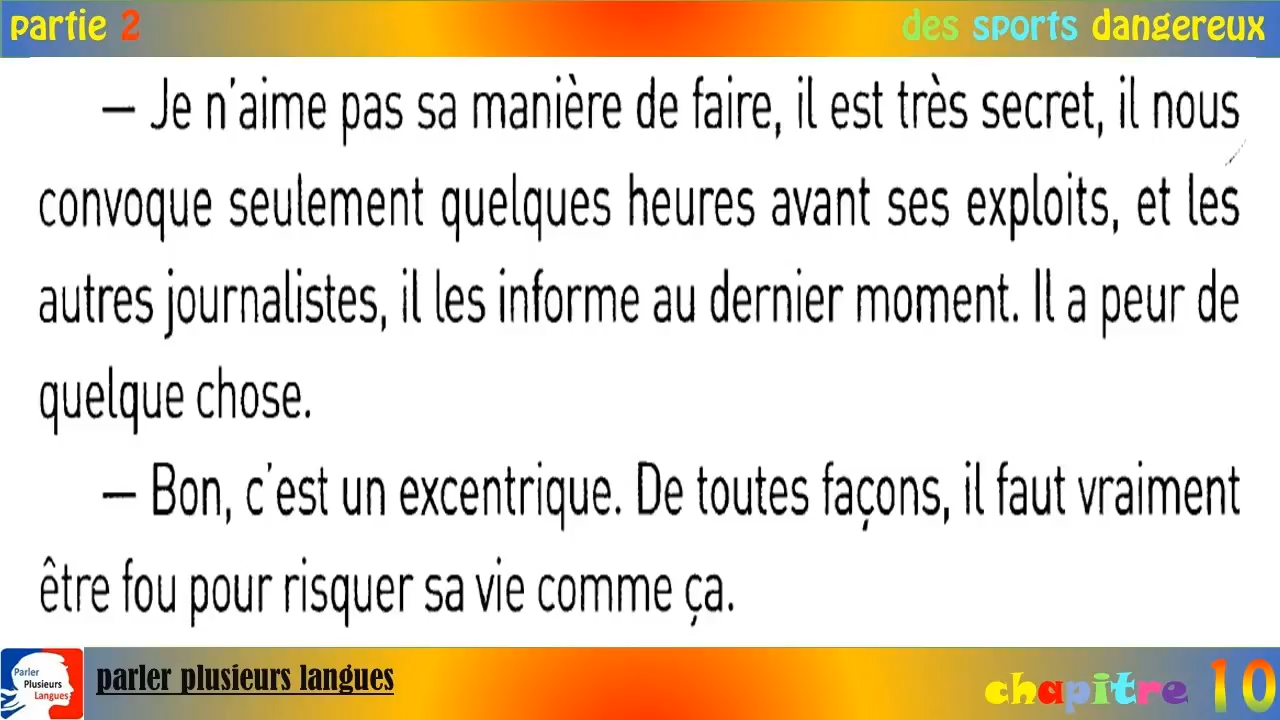 partie 2
des sports dangereux
— Je n'aime pas sa manière de faire, il est très secret, il nous
convoque seulement quelques heures avant ses exploits, et les
autres journalistes, il les informe au dernier moment. Il a peur de
quelque chose.
— Bon, c'est un excentrique. De toutes façons, il faut vraiment
être fou pour risquer sa vie comme ça.
Parler
Plusieurs
Langues
parler plusieurs langues
chapitre 10